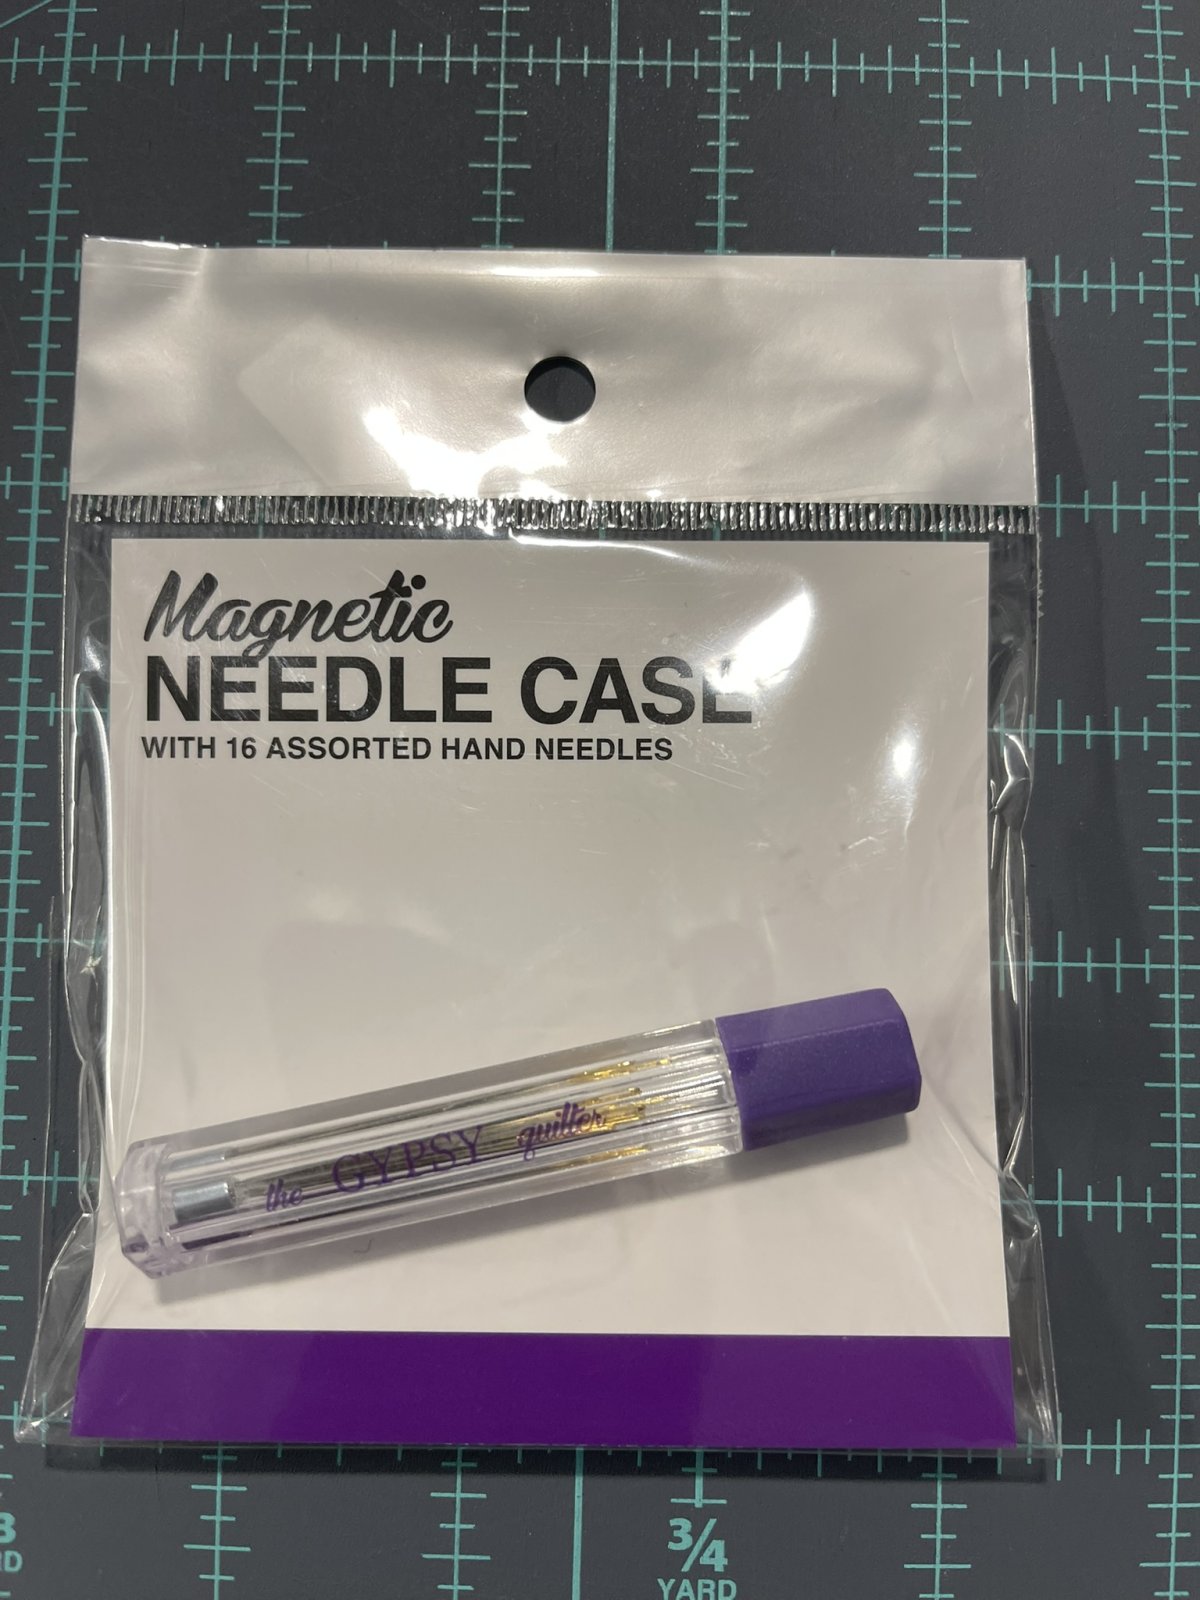 Magnetic
NEEDLE CASE
WITH 16 ASSORTED HAND NEEDLES
the GYPSY quilter
3/4
YARD